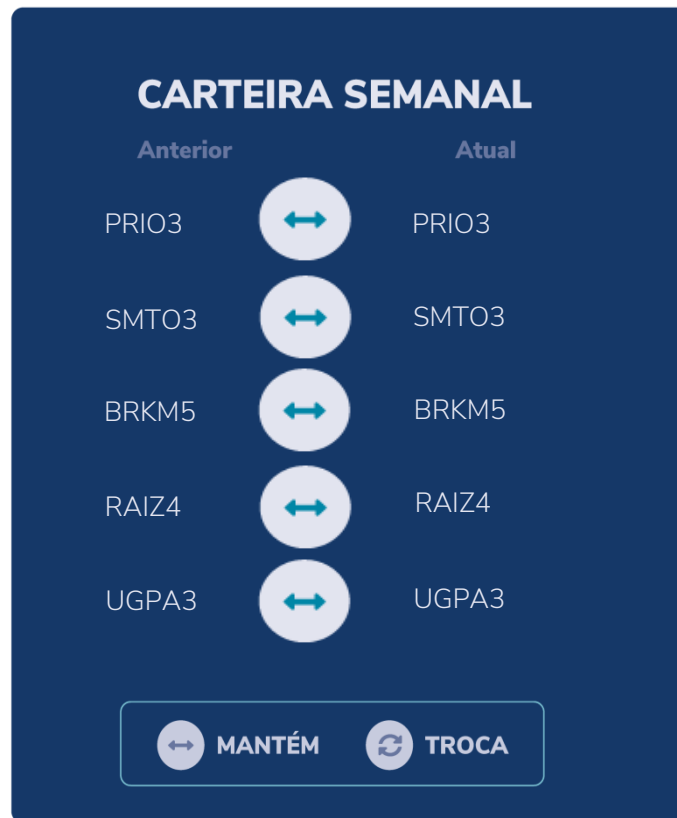 CARTEIRA SEMANAL
Anterior Atual
PRIO3 PRIO3
SMTO3 SMTO3
BRKM5 BRKM5
RAIZ4 RAIZ4
UGPA3 UGPA3
MANTÉM TROCA